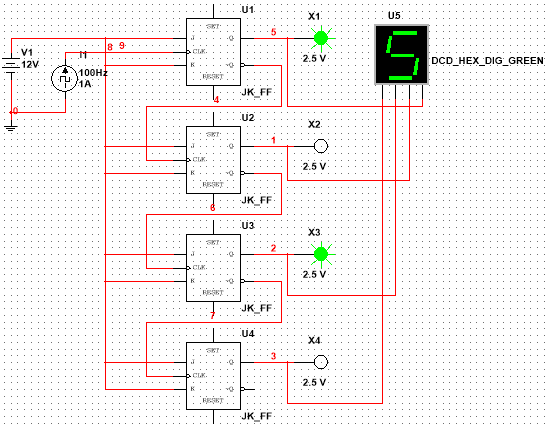 U1
X1
U5
SET
J
Q
5
8
9
CLK
V1
12V
I1
100Hz
1A
K
~Q
RESET
2.5 V
DCD_HEX_DIG_GREEN
JK_FF
4
0
U2
X2
SET
J
Q
1
CLK
K
~Q
RESET
2.5 V
JK_FF
6
U3
X3
SET
J
Q
2
CLK
K
~Q
RESET
2.5 V
JK_FF
7
U4
X4
SET
J
Q
3
CLK
K
~Q
RESET
2.5 V
JK_FF
5